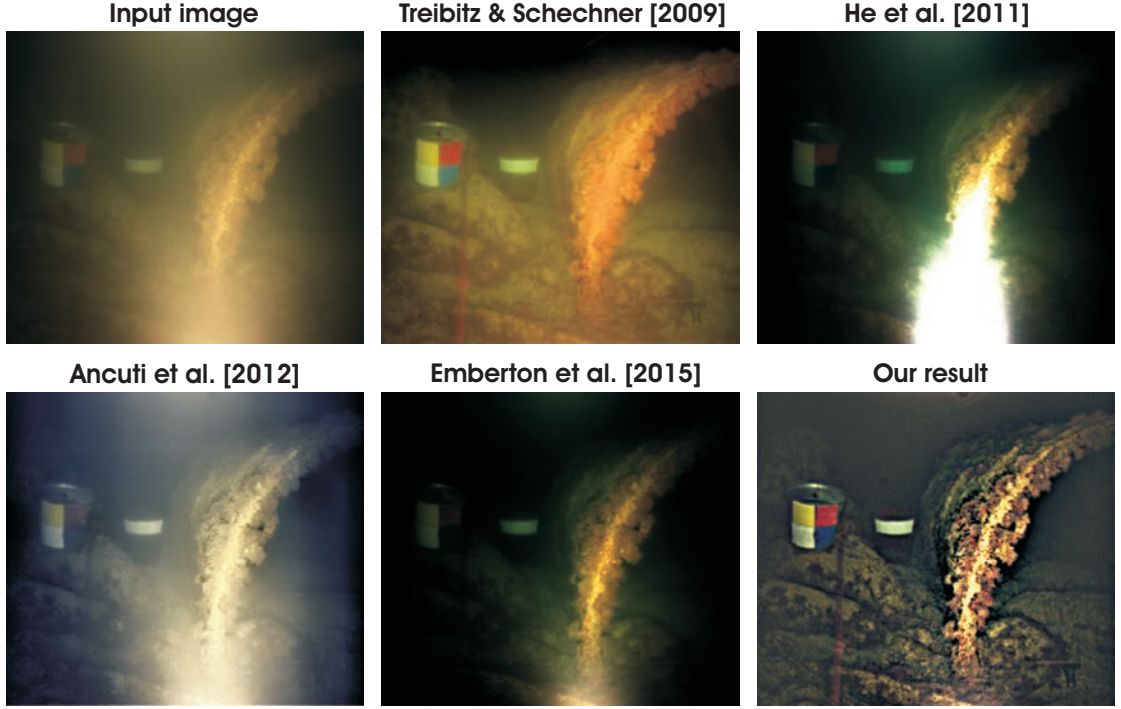 Input image
Treibitz & Schechner [2009]
He et al. [2011]
Ancuti et al. [2012]
Emberton et al. [2015]
Our result